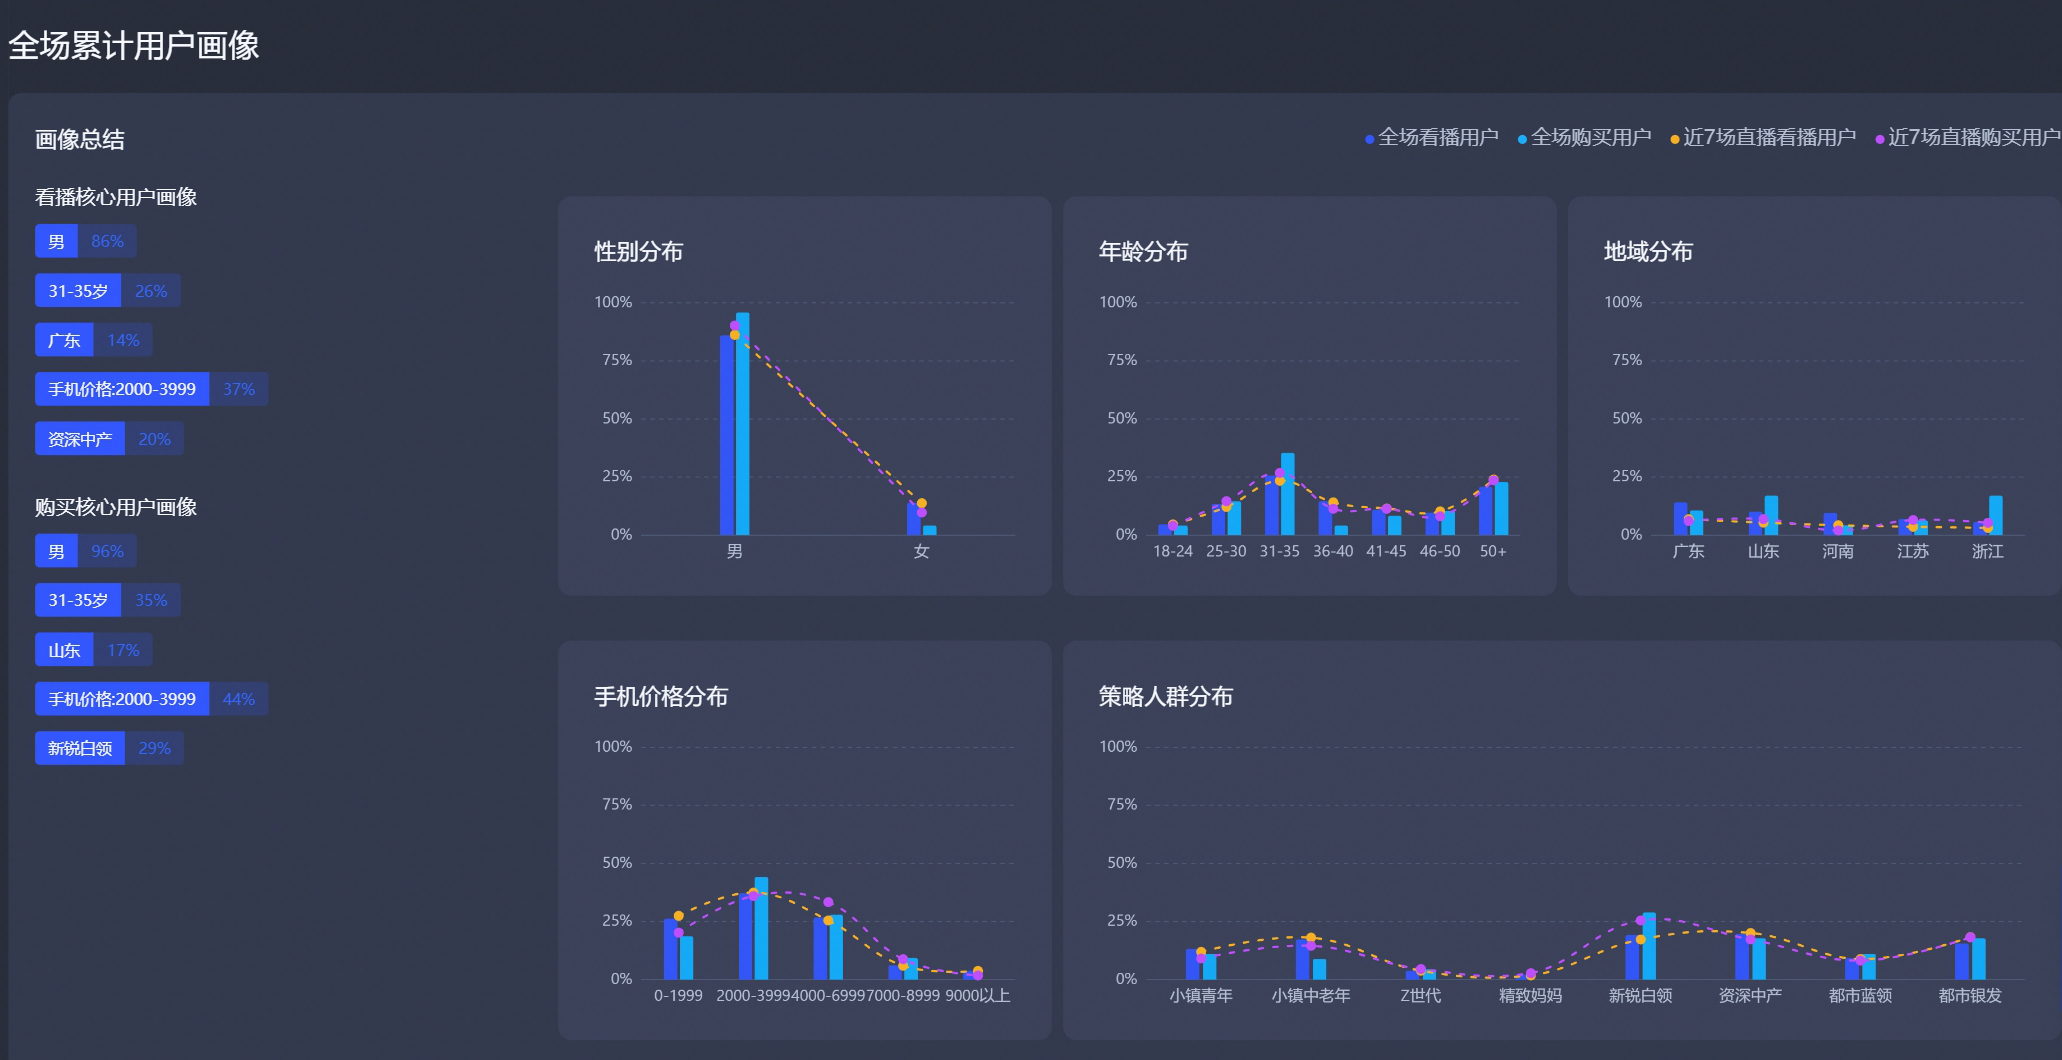 全场累计用户画像
画像总结
全场看播用户 全场购买用户 近7场直播看播用户 近7场直播购买用户
看播核心用户画像
男 86%
31-35岁 26%
广东 14%
手机价格:2000-3999 37%
资深中产 20%
购买核心用户画像
男 96%
31-35岁 35%
山东 17%
手机价格:2000-3999 44%
新锐白领 29%
性别分布
100%
75%
50%
25%
0%
男 女
年龄分布
100%
75%
50%
25%
0%
18-24 25-30 31-35 36-40 41-45 46-50 50+
地域分布
100%
75%
50%
25%
0%
广东 山东 河南 江苏 浙江
手机价格分布
100%
75%
50%
25%
0%
0-1999 2000-3999 4000-6999 7000-8999 9000以上
策略人群分布
100%
75%
50%
25%
0%
小镇青年 小镇中老年 Z世代 精致妈妈 新锐白领 资深中产 都市蓝领 都市银发